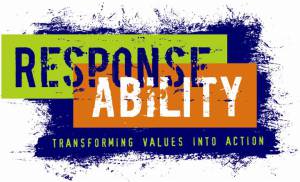 RESPONSE
ABILITY
TRANSFORMING VALUES INTO ACTION